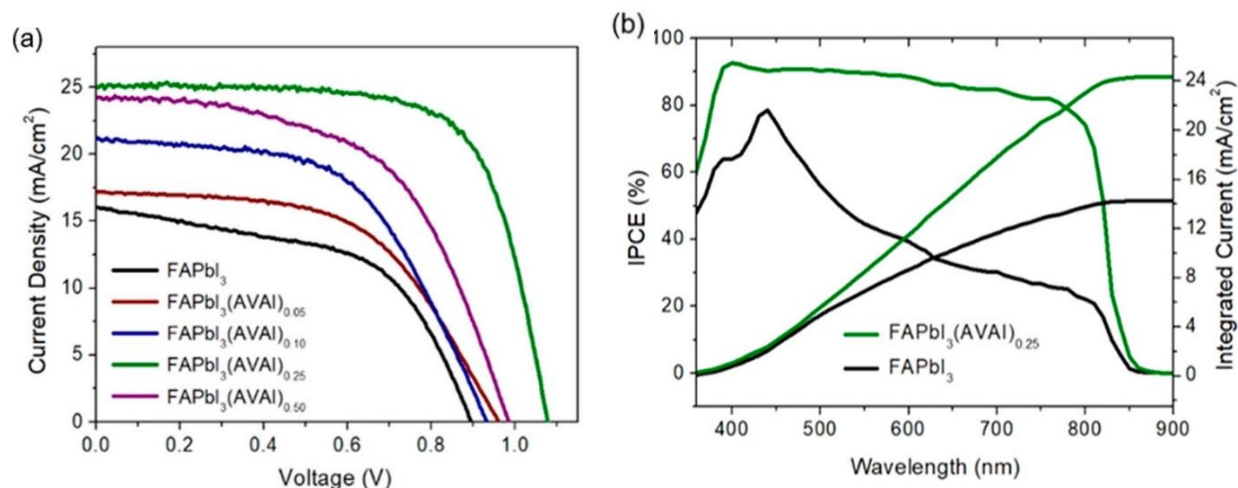 (a)
25
20
15
10
5
0
Current Density (mA/cm²)
FAPbI₃
FAPbI₃(AVAI)₀.₀₅
FAPbI₃(AVAI)₀.₁₀
FAPbI₃(AVAI)₀.₂₅
FAPbI₃(AVAI)₀.₅₀
0.0 0.2 0.4 0.6 0.8 1.0
Voltage (V)
(b)
100
80
60
40
20
0
IPCE (%)
24
20
16
12
8
4
0
Integrated Current (mA/cm²)
FAPbI₃(AVAI)₀.₂₅
FAPbI₃
400 500 600 700 800 900
Wavelength (nm)